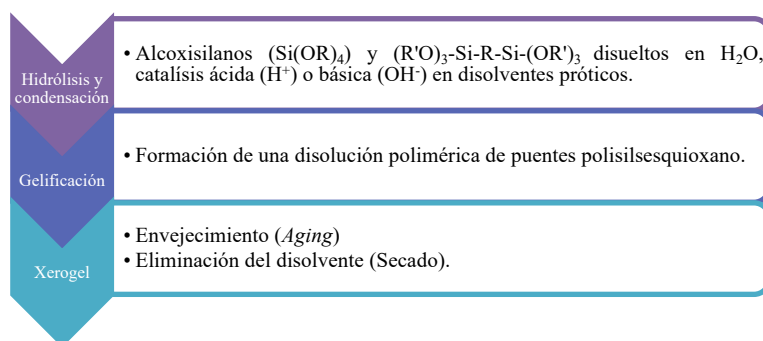 Hidrólisis y
condensación
• Alcoxisilanos (Si(OR)₄) y (R'O)₃-Si-R-Si-(OR')₃ disueltos en H₂O,
catalísis ácida (H⁺) o básica (OH⁻) en disolventes próticos.
Gelificación
• Formación de una disolución polimérica de puentes polisilsesquioxano.
Xerogel
• Envejecimiento (Aging)
• Eliminación del disolvente (Secado).